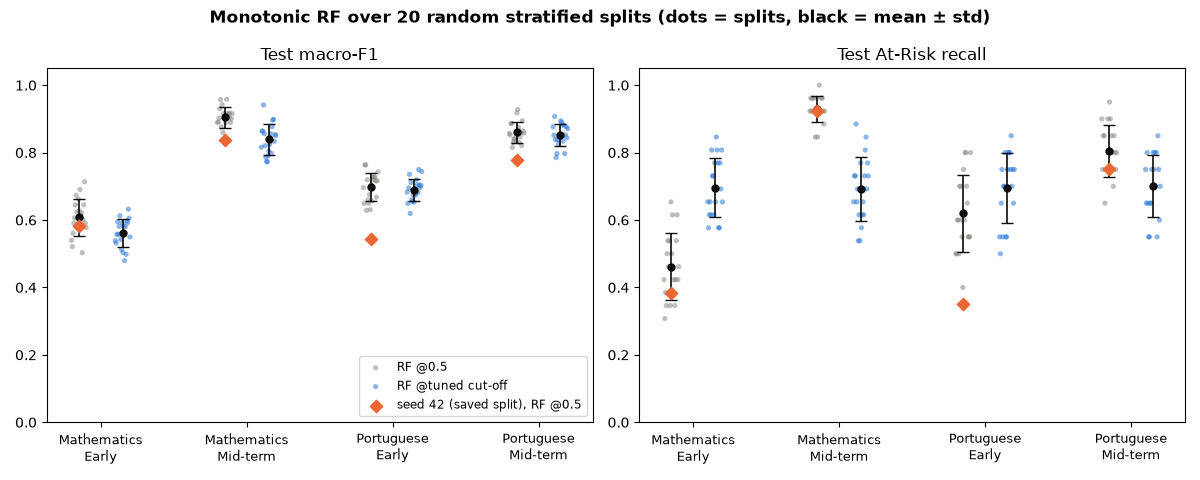 Monotonic RF over 20 random stratified splits (dots = splits, black = mean ± std)
Test macro-F1
1.0
0.8
0.6
0.4
0.2
0.0
Mathematics
Early
Mathematics
Mid-term
Portuguese
Early
Portuguese
Mid-term
RF @0.5
RF @tuned cut-off
seed 42 (saved split), RF @0.5
Test At-Risk recall
1.0
0.8
0.6
0.4
0.2
0.0
Mathematics
Early
Mathematics
Mid-term
Portuguese
Early
Portuguese
Mid-term